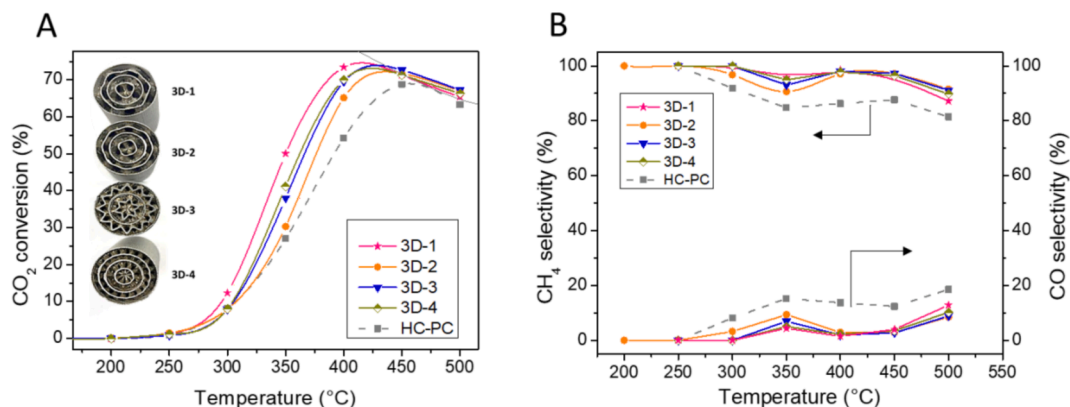 A
CO2 conversion (%)
70
60
50
40
30
20
10
0
3D-1
3D-2
3D-3
3D-4
3D-1
3D-2
3D-3
3D-4
HC-PC
200 250 300 350 400 450 500
Temperature (°C)
B
CH4 selectivity (%)
100
80
60
40
20
0
3D-1
3D-2
3D-3
3D-4
HC-PC
100
80
60
40
20
0
CO selectivity (%)
200 250 300 350 400 450 500 550
Temperature (°C)